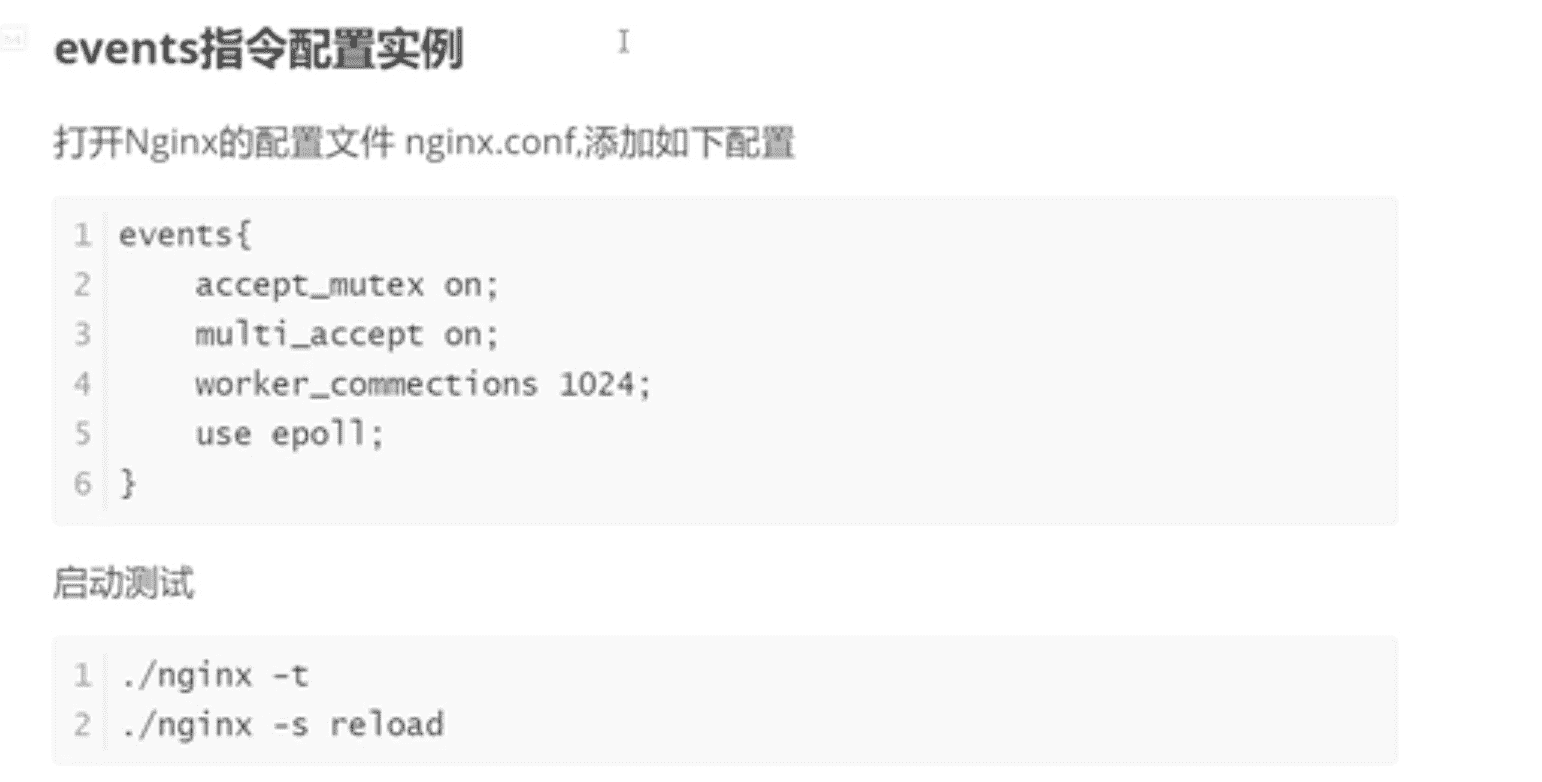 events指令配置实例
打开Nginx的配置文件 nginx.conf,添加如下配置
1 events{
2     accept_mutex on;
3     multi_accept on;
4     worker_commections 1024;
5     use epoll;
6 }
启动测试
1 ./nginx -t
2 ./nginx -s reload